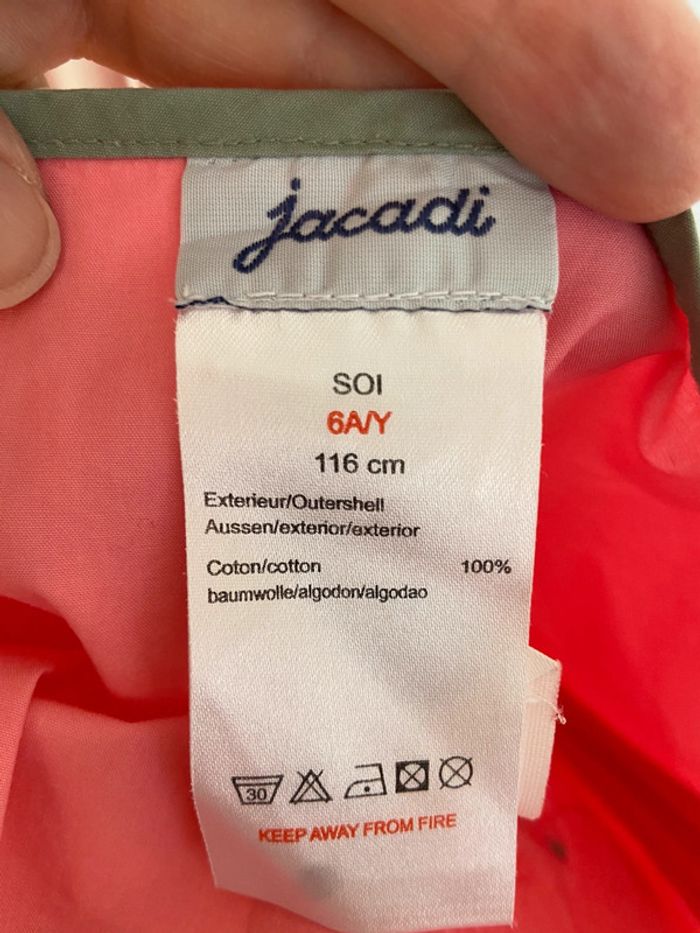 jacadi
SOI
6A/Y
116 cm
Exterieur/Outershell
Aussen/exterior/exterior
Coton/cotton 100%
baumwolle/algodon/algodao
30
KEEP AWAY FROM FIRE